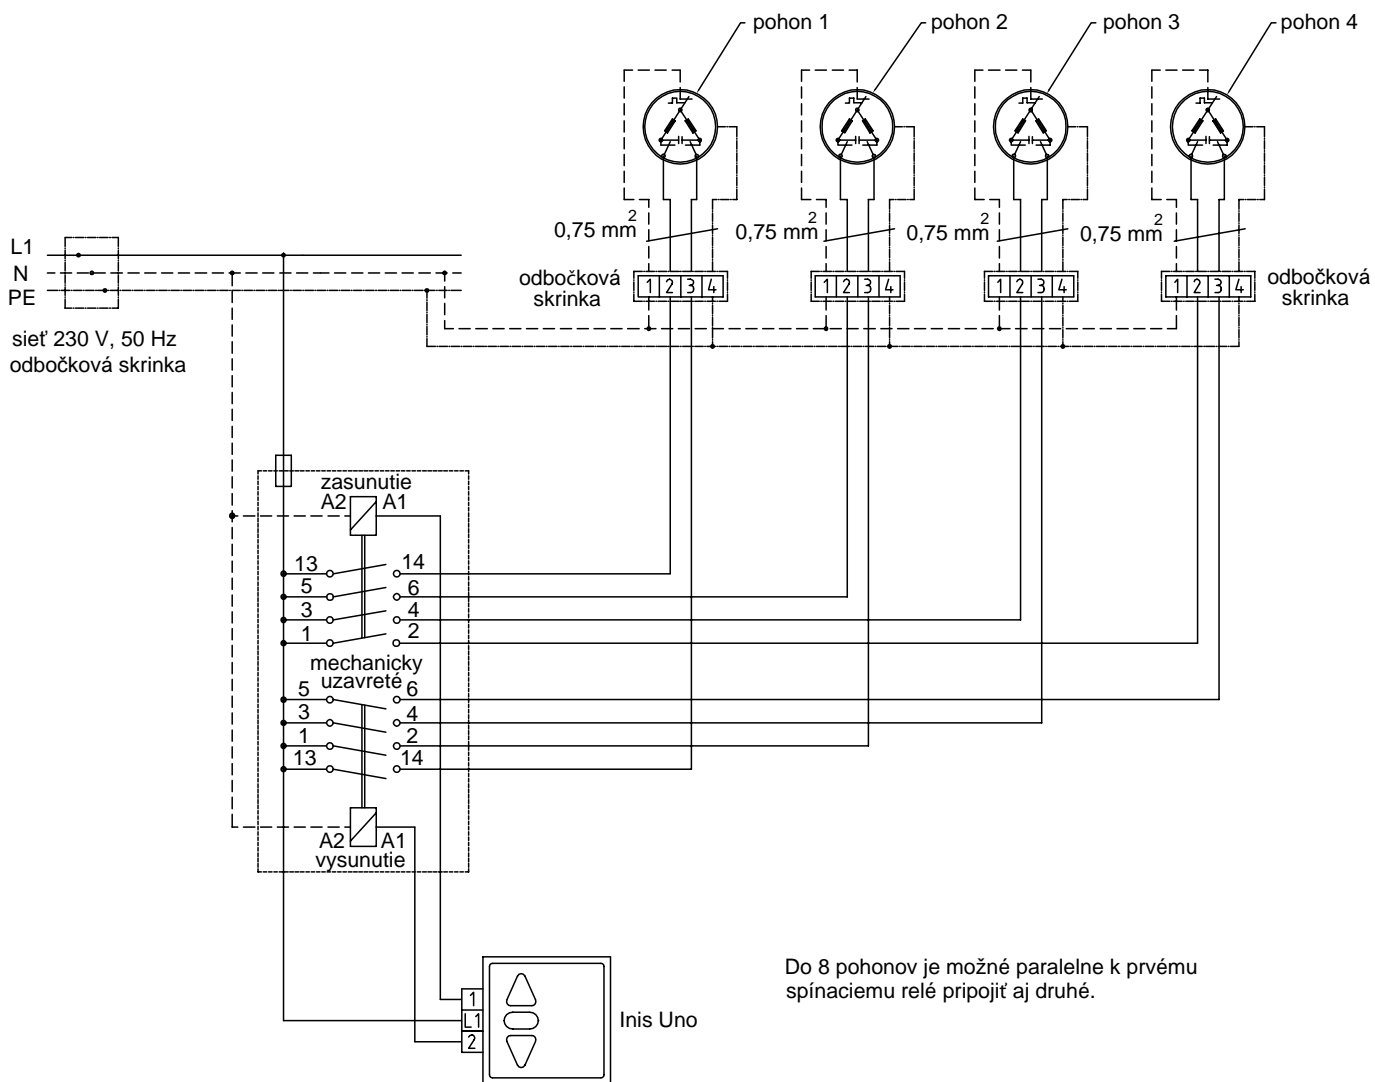 pohon 1
pohon 2
pohon 3
pohon 4
0,75 mm²
0,75 mm²
0,75 mm²
0,75 mm²
L1
N
PE
sieť 230 V, 50 Hz
odbočková skrinka
odbočková
skrinka
1 2 3 4
1 2 3 4
1 2 3 4
1 2 3 4
odbočková
skrinka
zasunutie
A2 A1
13 14
5 6
3 4
1 2
mechanicky
uzavreté
5 6
3 4
1 2
13 14
A2 A1
vysunutie
1
L1
2
Inis Uno
Do 8 pohonov je možné paralelne k prvému
spínaciemu relé pripojiť aj druhé.